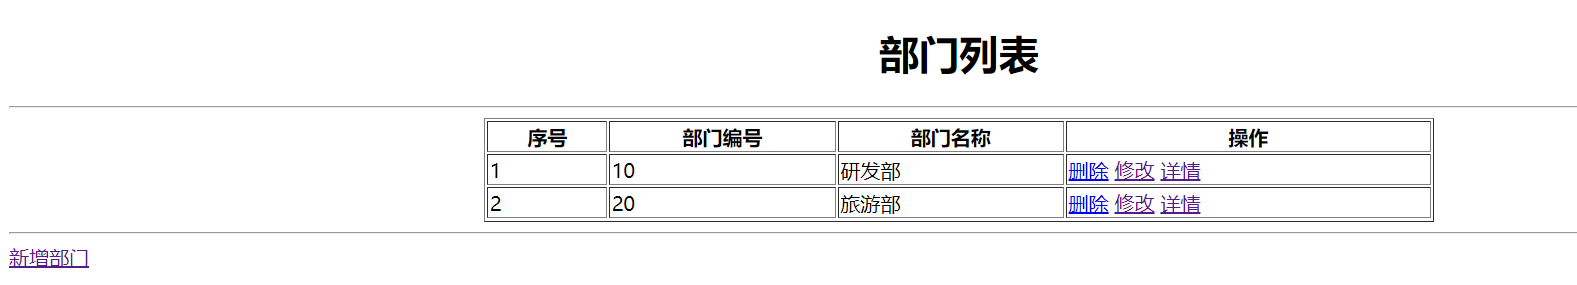 部门列表
序号 部门编号 部门名称 操作
1 10 研发部 删除 修改 详情
2 20 旅游部 删除 修改 详情
新增部门